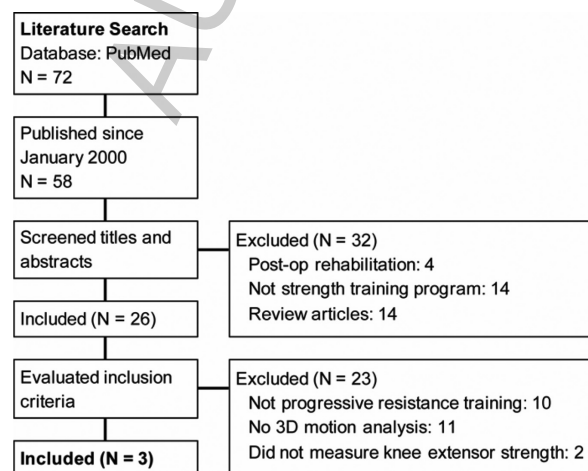 Literature Search
Database: PubMed
N = 72
Published since
January 2000
N = 58
Screened titles and
abstracts
Excluded (N = 32)
Post-op rehabilitation: 4
Not strength training program: 14
Review articles: 14
Included (N = 26)
Evaluated inclusion
criteria
Excluded (N = 23)
Not progressive resistance training: 10
No 3D motion analysis: 11
Did not measure knee extensor strength: 2
Included (N = 3)